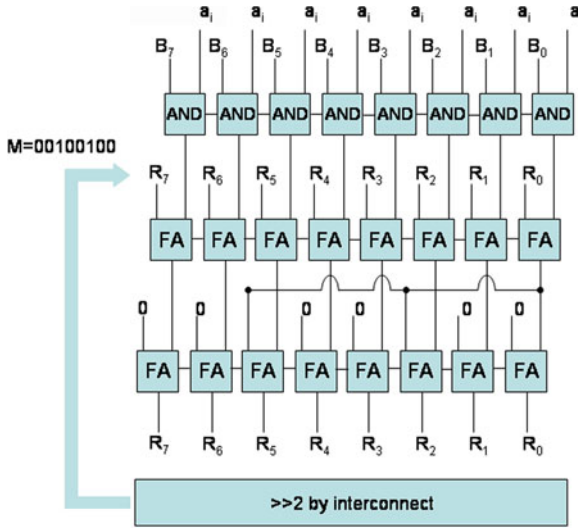 aᵢ aᵢ aᵢ aᵢ aᵢ aᵢ aᵢ a
B₇ B₆ B₅ B₄ B₃ B₂ B₁ B₀
AND AND AND AND AND AND AND AND
M=00100100
R₇ R₆ R₅ R₄ R₃ R₂ R₁ R₀
FA FA FA FA FA FA FA FA
0 0 0 0 0 0
FA FA FA FA FA FA FA FA
R₇ R₆ R₅ R₄ R₃ R₂ R₁ R₀
>>2 by interconnect